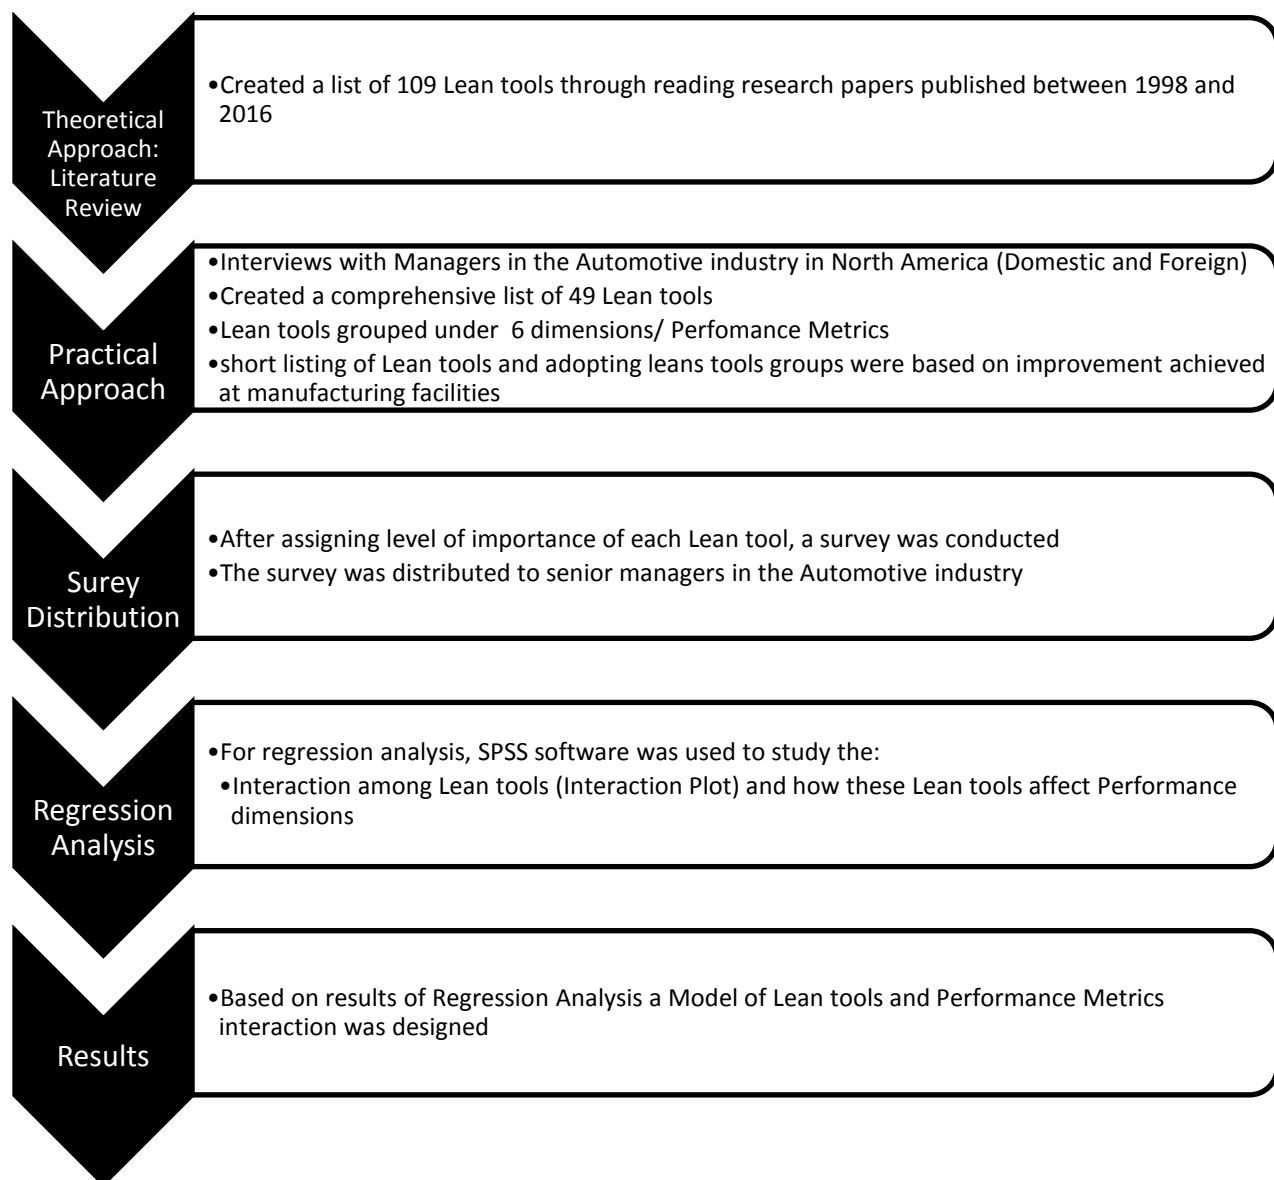 Theoretical
Approach:
Literature
Review
•Created a list of 109 Lean tools through reading research papers published between 1998 and
2016
Practical
Approach
•Interviews with Managers in the Automotive industry in North America (Domestic and Foreign)
•Created a comprehensive list of 49 Lean tools
•Lean tools grouped under  6 dimensions/ Perfomance Metrics
•short listing of Lean tools and adopting leans tools groups were based on improvement achieved
at manufacturing facilities
Surey
Distribution
•After assigning level of importance of each Lean tool, a survey was conducted
•The survey was distributed to senior managers in the Automotive industry
Regression
Analysis
•For regression analysis, SPSS software was used to study the:
•Interaction among Lean tools (Interaction Plot) and how these Lean tools affect Performance
dimensions
Results
•Based on results of Regression Analysis a Model of Lean tools and Performance Metrics
interaction was designed